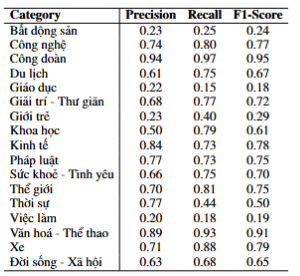 Category Precision Recall F1-Score
Bất động sản 0.23 0.25 0.24
Công nghệ 0.74 0.80 0.77
Công đoàn 0.94 0.97 0.95
Du lịch 0.61 0.75 0.67
Giáo dục 0.22 0.15 0.18
Giải trí - Thư giãn 0.68 0.77 0.72
Giới trẻ 0.23 0.40 0.29
Khoa học 0.50 0.79 0.61
Kinh tế 0.84 0.73 0.78
Pháp luật 0.77 0.73 0.75
Sức khoẻ - Tình yêu 0.66 0.75 0.70
Thế giới 0.70 0.81 0.75
Thời sự 0.77 0.44 0.50
Việc làm 0.20 0.18 0.19
Văn hoá - Thể thao 0.89 0.93 0.91
Xe 0.71 0.88 0.79
Đời sống - Xã hội 0.63 0.68 0.65